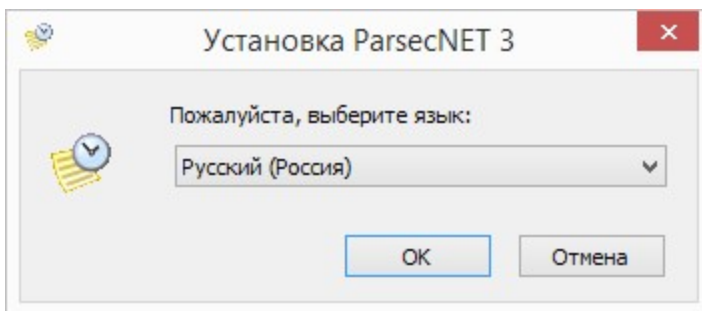 Установка ParsecNET 3
Пожалуйста, выберите язык:
Русский (Россия)
OK
Отмена